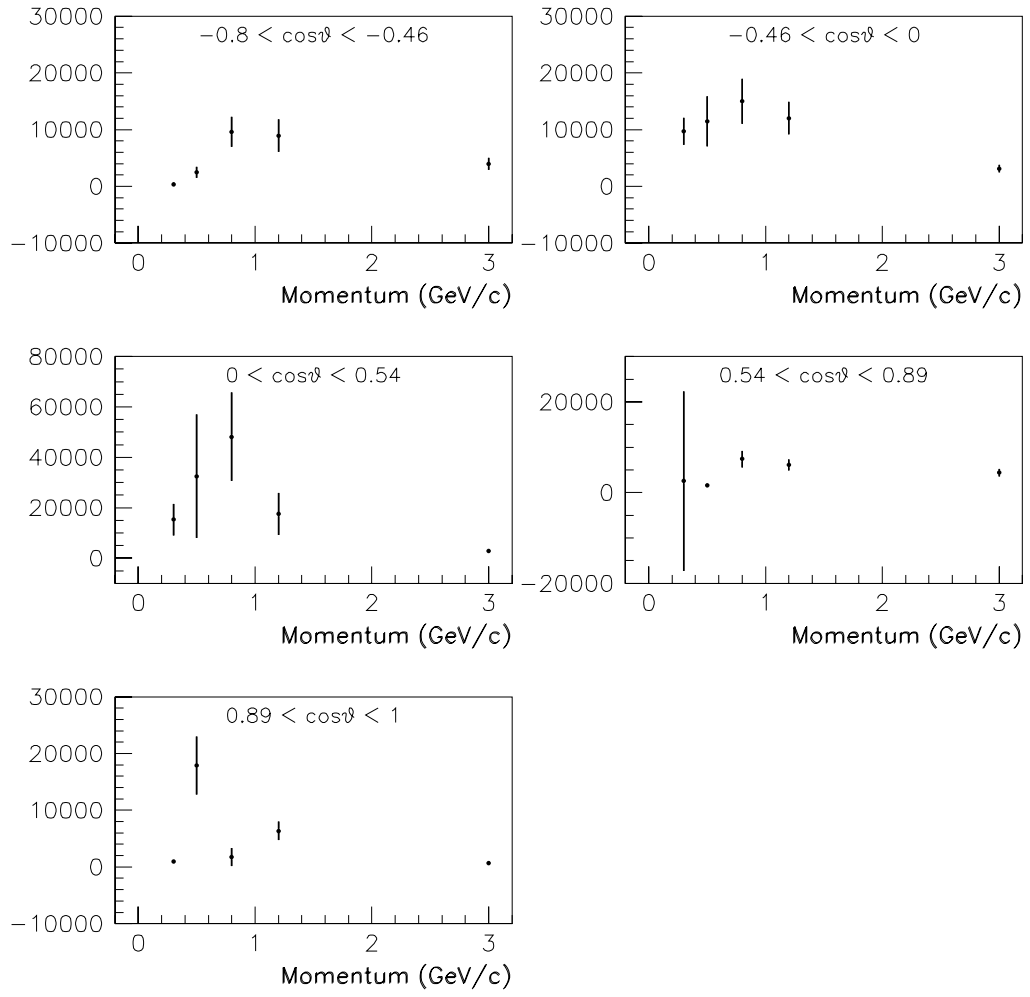 −0.8 < cosϑ < −0.46
30000
20000
10000
0
−10000
0 1 2 3
Momentum (GeV/c)
−0.46 < cosϑ < 0
30000
20000
10000
0
−10000
0 1 2 3
Momentum (GeV/c)
0 < cosϑ < 0.54
80000
60000
40000
20000
0
0 1 2 3
Momentum (GeV/c)
0.54 < cosϑ < 0.89
20000
0
−20000
0 1 2 3
Momentum (GeV/c)
0.89 < cosϑ < 1
30000
20000
10000
0
−10000
0 1 2 3
Momentum (GeV/c)